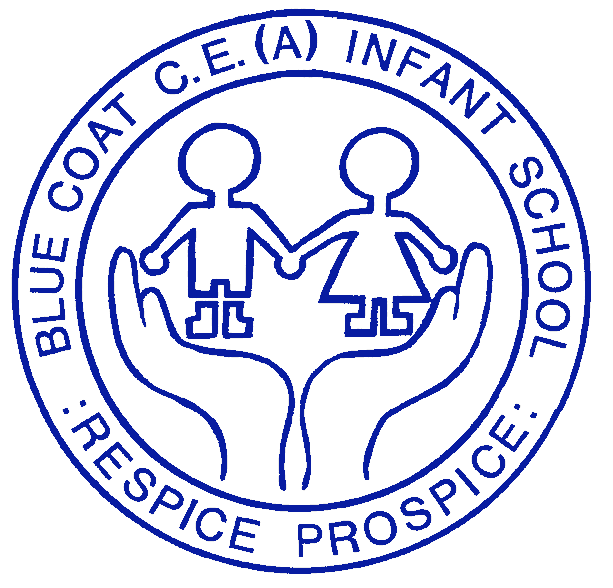 BLUE COAT C.E.(A) INFANT SCHOOL
:RESPICE PROSPICE: